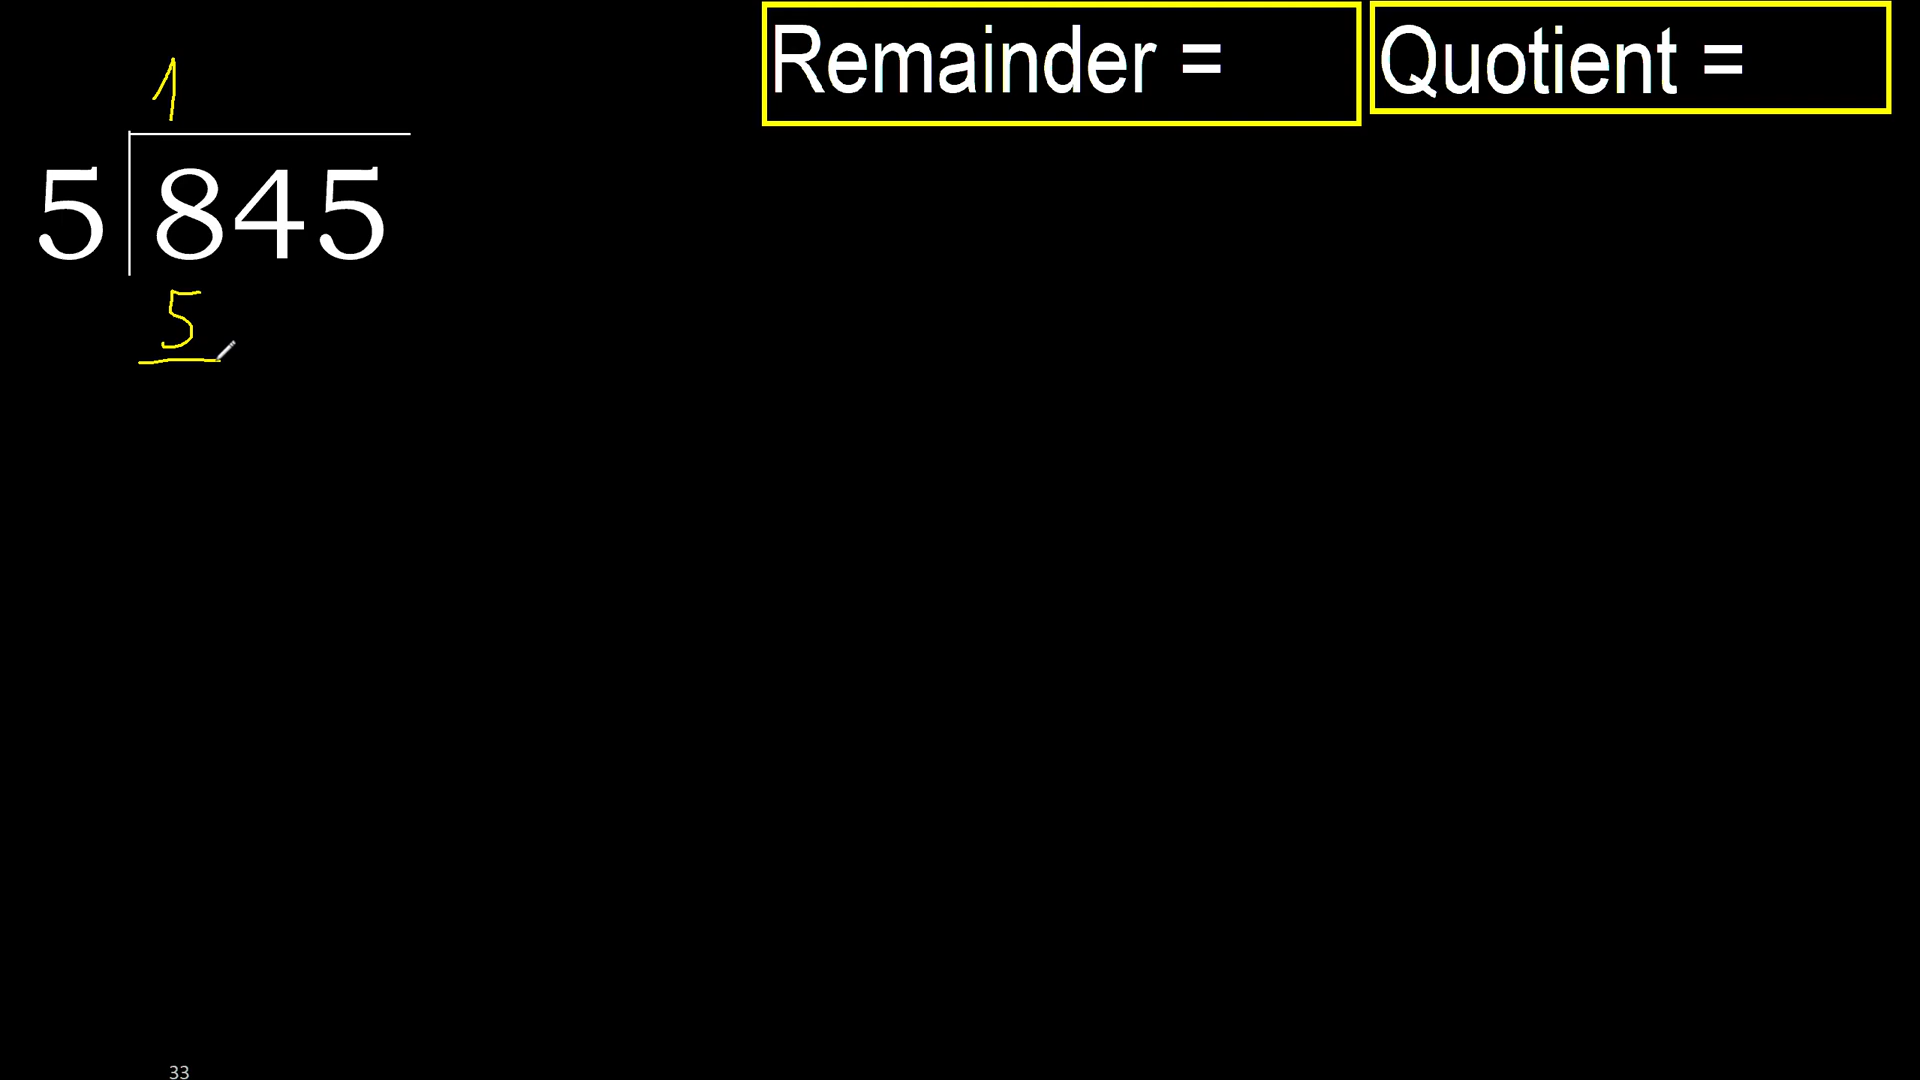 Remainder = Quotient =
1
5 845
5
33